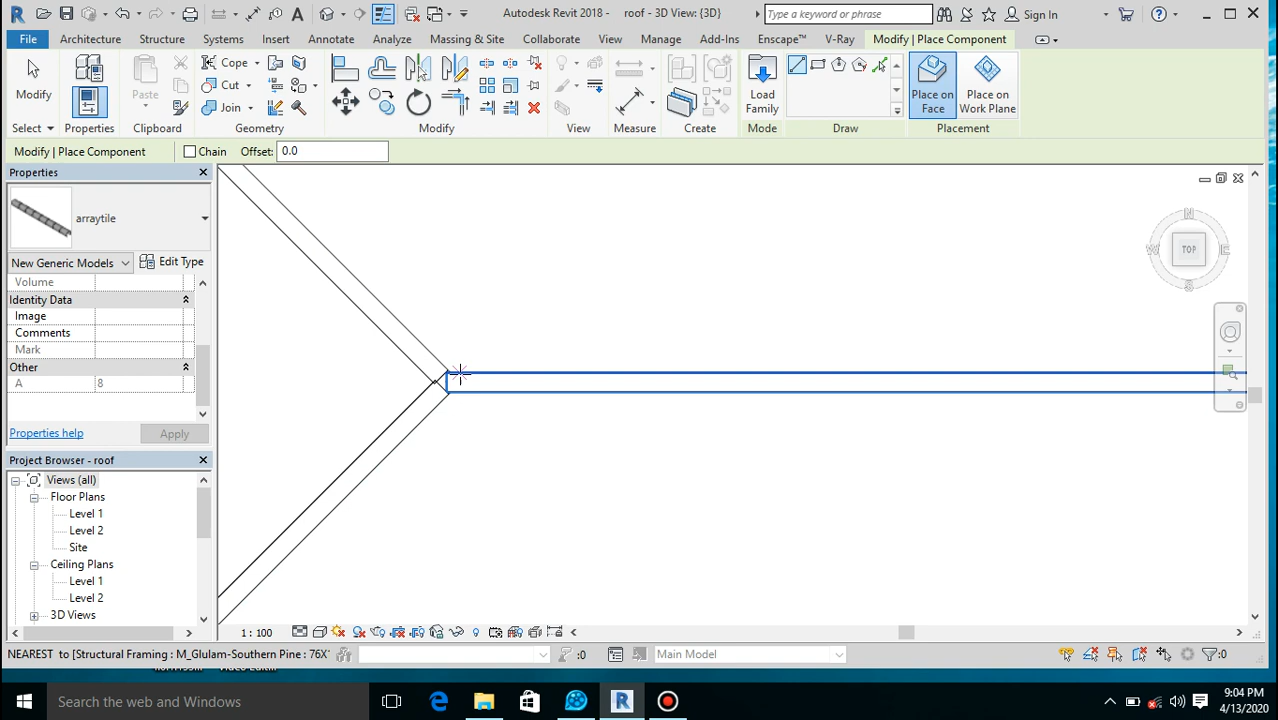 Autodesk Revit 2018 - roof - 3D View: {3D}
Type a keyword or phrase
Sign In
File Architecture Structure Systems Insert Annotate Analyze Massing & Site Collaborate View Manage Add-Ins Enscape™ V-Ray Modify | Place Component
Modify
Paste
Cope
Cut
Join
Load Family
Place on Face
Place on Work Plane
Select Properties Clipboard Geometry Modify View Measure Create Mode Draw Placement
Modify | Place Component Chain Offset: 0.0
Properties
arraytile
New Generic Models Edit Type
Volume
Identity Data
Image
Comments
Mark
Other
A 8
Properties help Apply
Project Browser - roof
Views (all)
Floor Plans
Level 1
Level 2
Site
Ceiling Plans
Level 1
Level 2
3D Views
N
W TOP E
S
1 : 100
NEAREST to [Structural Framing : M_Glulam-Southern Pine : 76X
:0
Main Model
:0
Search the web and Windows
9:04 PM
4/13/2020